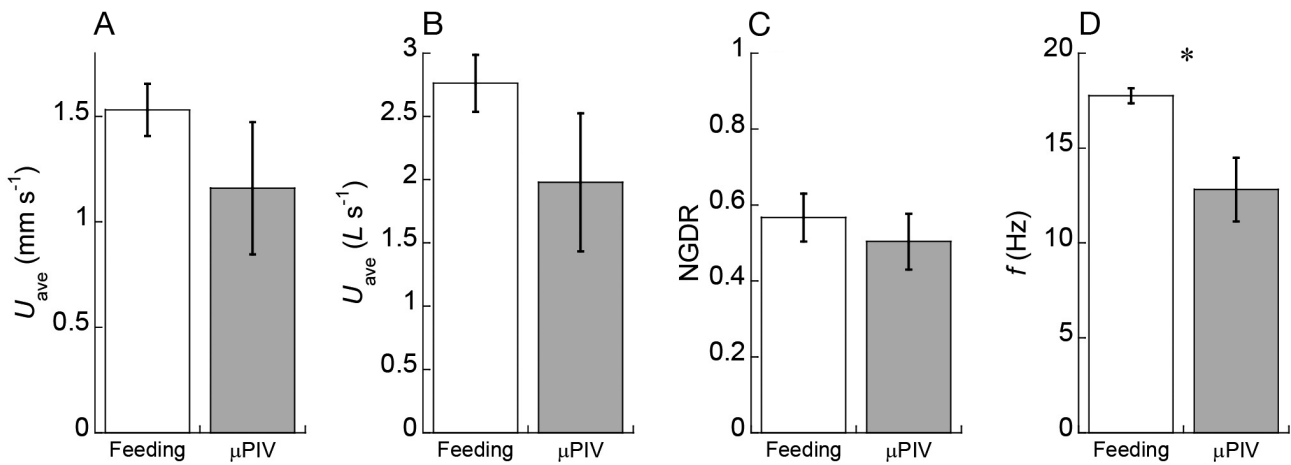 A
U ave (mm s⁻¹)
1.5
1
0.5
0
Feeding
μPIV
B
U ave (L s⁻¹)
3
2.5
2
1.5
1
0.5
0
Feeding
μPIV
C
NGDR
1
0.8
0.6
0.4
0.2
0
Feeding
μPIV
D
f (Hz)
20
15
10
5
0
*
Feeding
μPIV